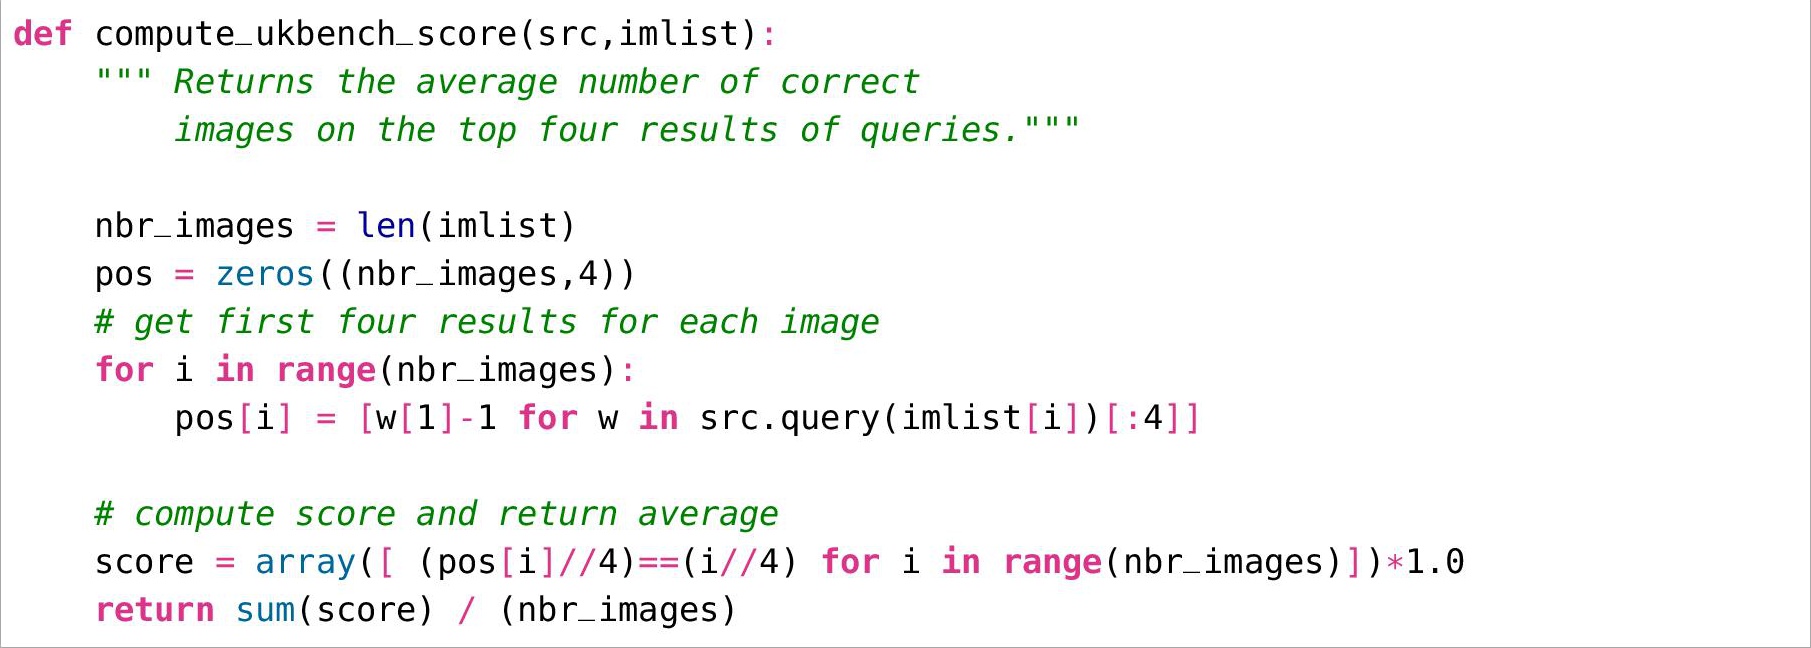 def compute_ukbench_score(src,imlist):
    """ Returns the average number of correct
        images on the top four results of queries."""

    nbr_images = len(imlist)
    pos = zeros((nbr_images,4))
    # get first four results for each image
    for i in range(nbr_images):
        pos[i] = [w[1]-1 for w in src.query(imlist[i])[:4]]

    # compute score and return average
    score = array([ (pos[i]//4)==(i//4) for i in range(nbr_images)])*1.0
    return sum(score) / (nbr_images)